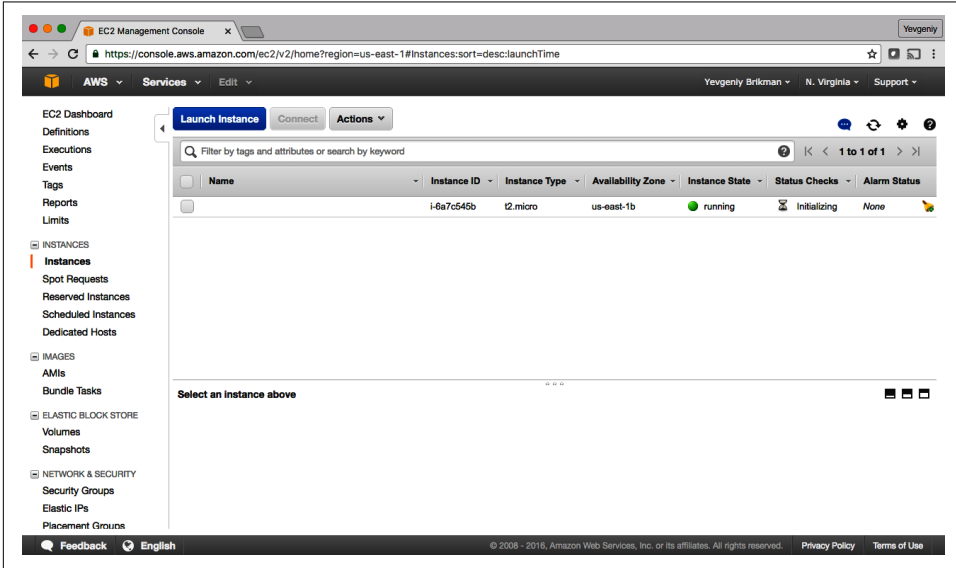 EC2 Management Console
Yevgeniy
https://console.aws.amazon.com/ec2/v2/home?region=us-east-1#Instances:sort=desc:launchTime
AWS Services Edit Yevgeniy Brikman N. Virginia Support
EC2 Dashboard
Definitions
Executions
Events
Tags
Reports
Limits
INSTANCES
Instances
Spot Requests
Reserved Instances
Scheduled Instances
Dedicated Hosts
IMAGES
AMIs
Bundle Tasks
ELASTIC BLOCK STORE
Volumes
Snapshots
NETWORK & SECURITY
Security Groups
Elastic IPs
Placement Groups
Launch Instance Connect Actions
Filter by tags and attributes or search by keyword 1 to 1 of 1
Name Instance ID Instance Type Availability Zone Instance State Status Checks Alarm Status
i-6a7c545b t2.micro us-east-1b running Initializing None
Select an instance above
Feedback English © 2008 - 2016, Amazon Web Services, Inc. or its affiliates. All rights reserved. Privacy Policy Terms of Use